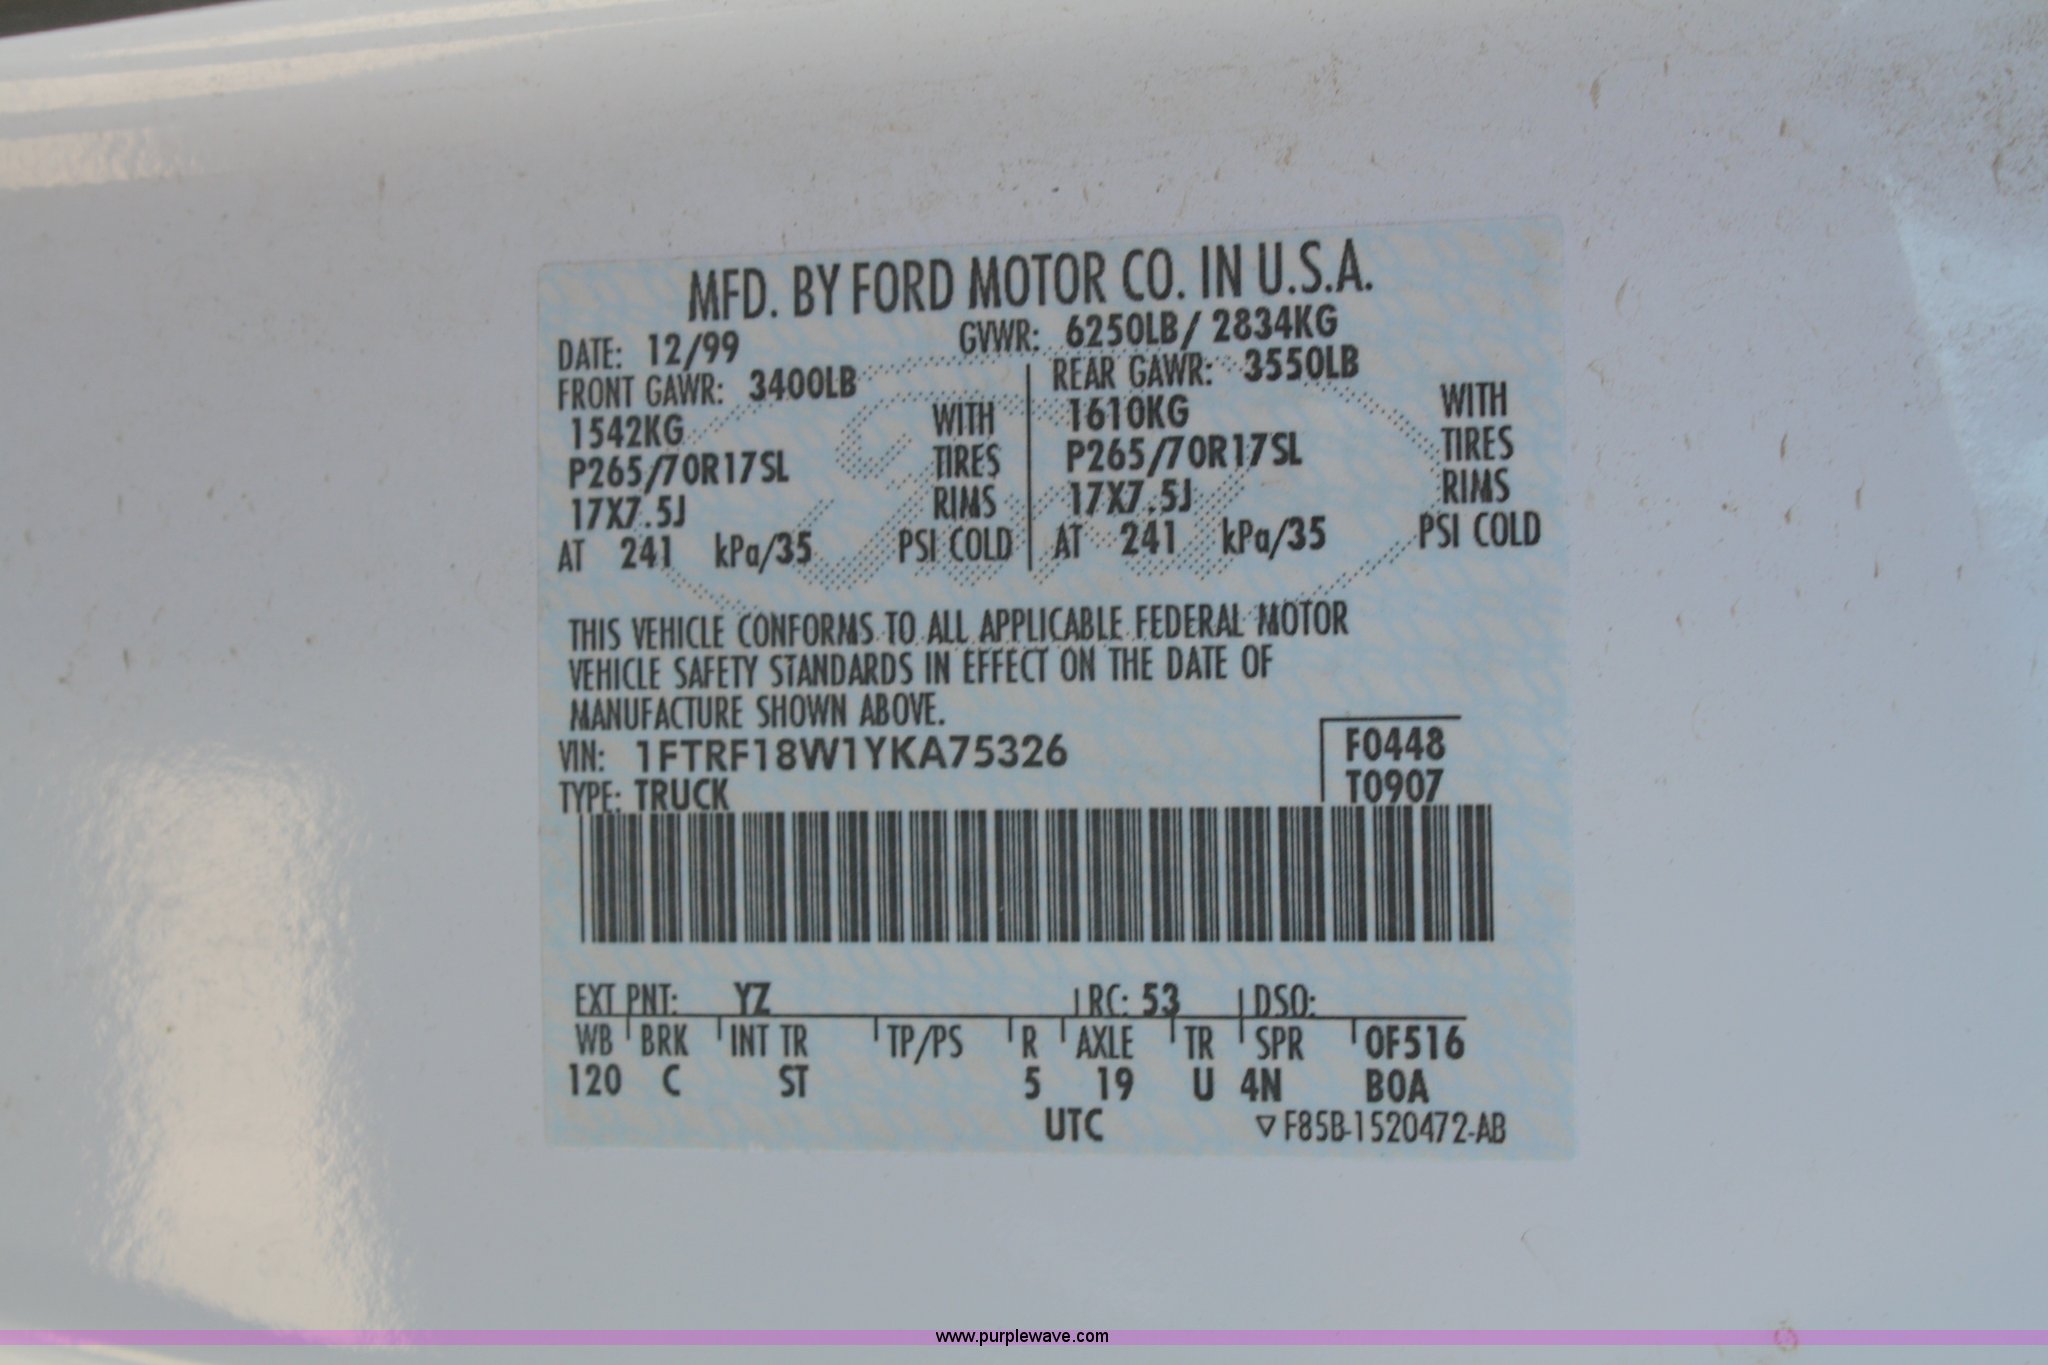 MFD. BY FORD MOTOR CO. IN U.S.A.
DATE: 12/99 GVWR: 6250LB/ 2834KG
FRONT GAWR: 3400LB REAR GAWR: 3550LB
1542KG WITH 1610KG WITH
P265/70R17SL TIRES P265/70R17SL TIRES
17X7.5J RIMS 17X7.5J RIMS
AT 241 kPa/35 PSI COLD AT 241 kPa/35 PSI COLD
THIS VEHICLE CONFORMS TO ALL APPLICABLE FEDERAL MOTOR
VEHICLE SAFETY STANDARDS IN EFFECT ON THE DATE OF
MANUFACTURE SHOWN ABOVE.
VIN: 1FTRF18W1YKA75326 F0448
TYPE: TRUCK T0907
EXT PNT: YZ RC: 53 DSO:
WB BRK INT TR TP/PS R AXLE TR SPR 0F516
120 C ST 5 19 U 4N B0A
UTC ▽F85B-1520472-AB
www.purplewave.com